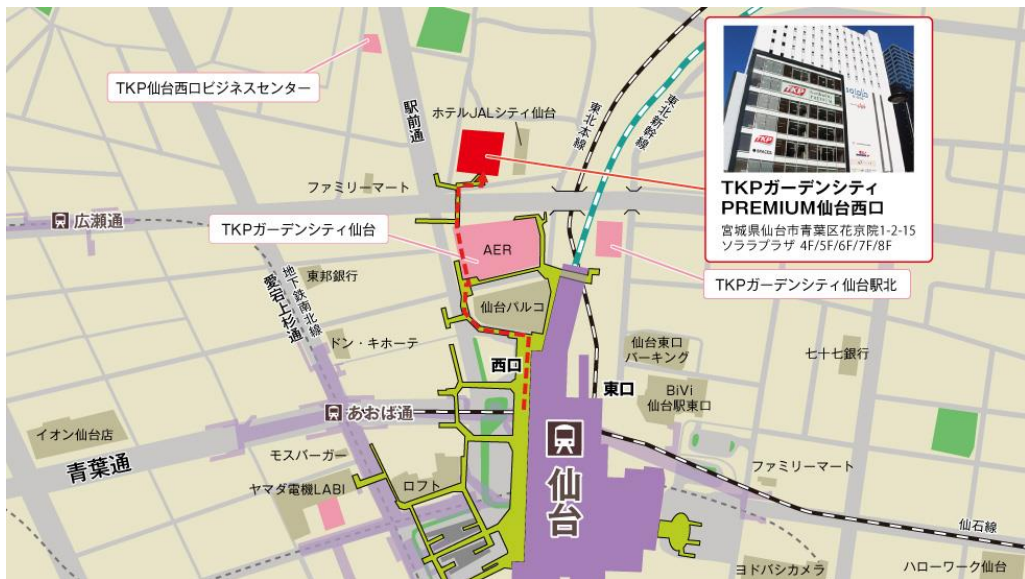 TKP仙台西口ビジネスセンター
駅前通
ホテルJALシティ仙台
東北本線
東北新幹線
TKP
TKP
TKPガーデンシティ
PREMIUM仙台西口
宮城県仙台市青葉区花京院1-2-15
ソララプラザ 4F/5F/6F/7F/8F
ファミリーマート
広瀬通
TKPガーデンシティ仙台
AER
TKPガーデンシティ仙台駅北
地下鉄南北線
愛宕上杉通
東邦銀行
仙台パルコ
ドン・キホーテ
西口
東口
仙台東口
パーキング
七十七銀行
BiVi
仙台駅東口
あおば通
イオン仙台店
青葉通
モスバーガー
ヤマダ電機LABI
ロフト
仙台
ファミリーマート
仙石線
ヨドバシカメラ
ハローワーク仙台